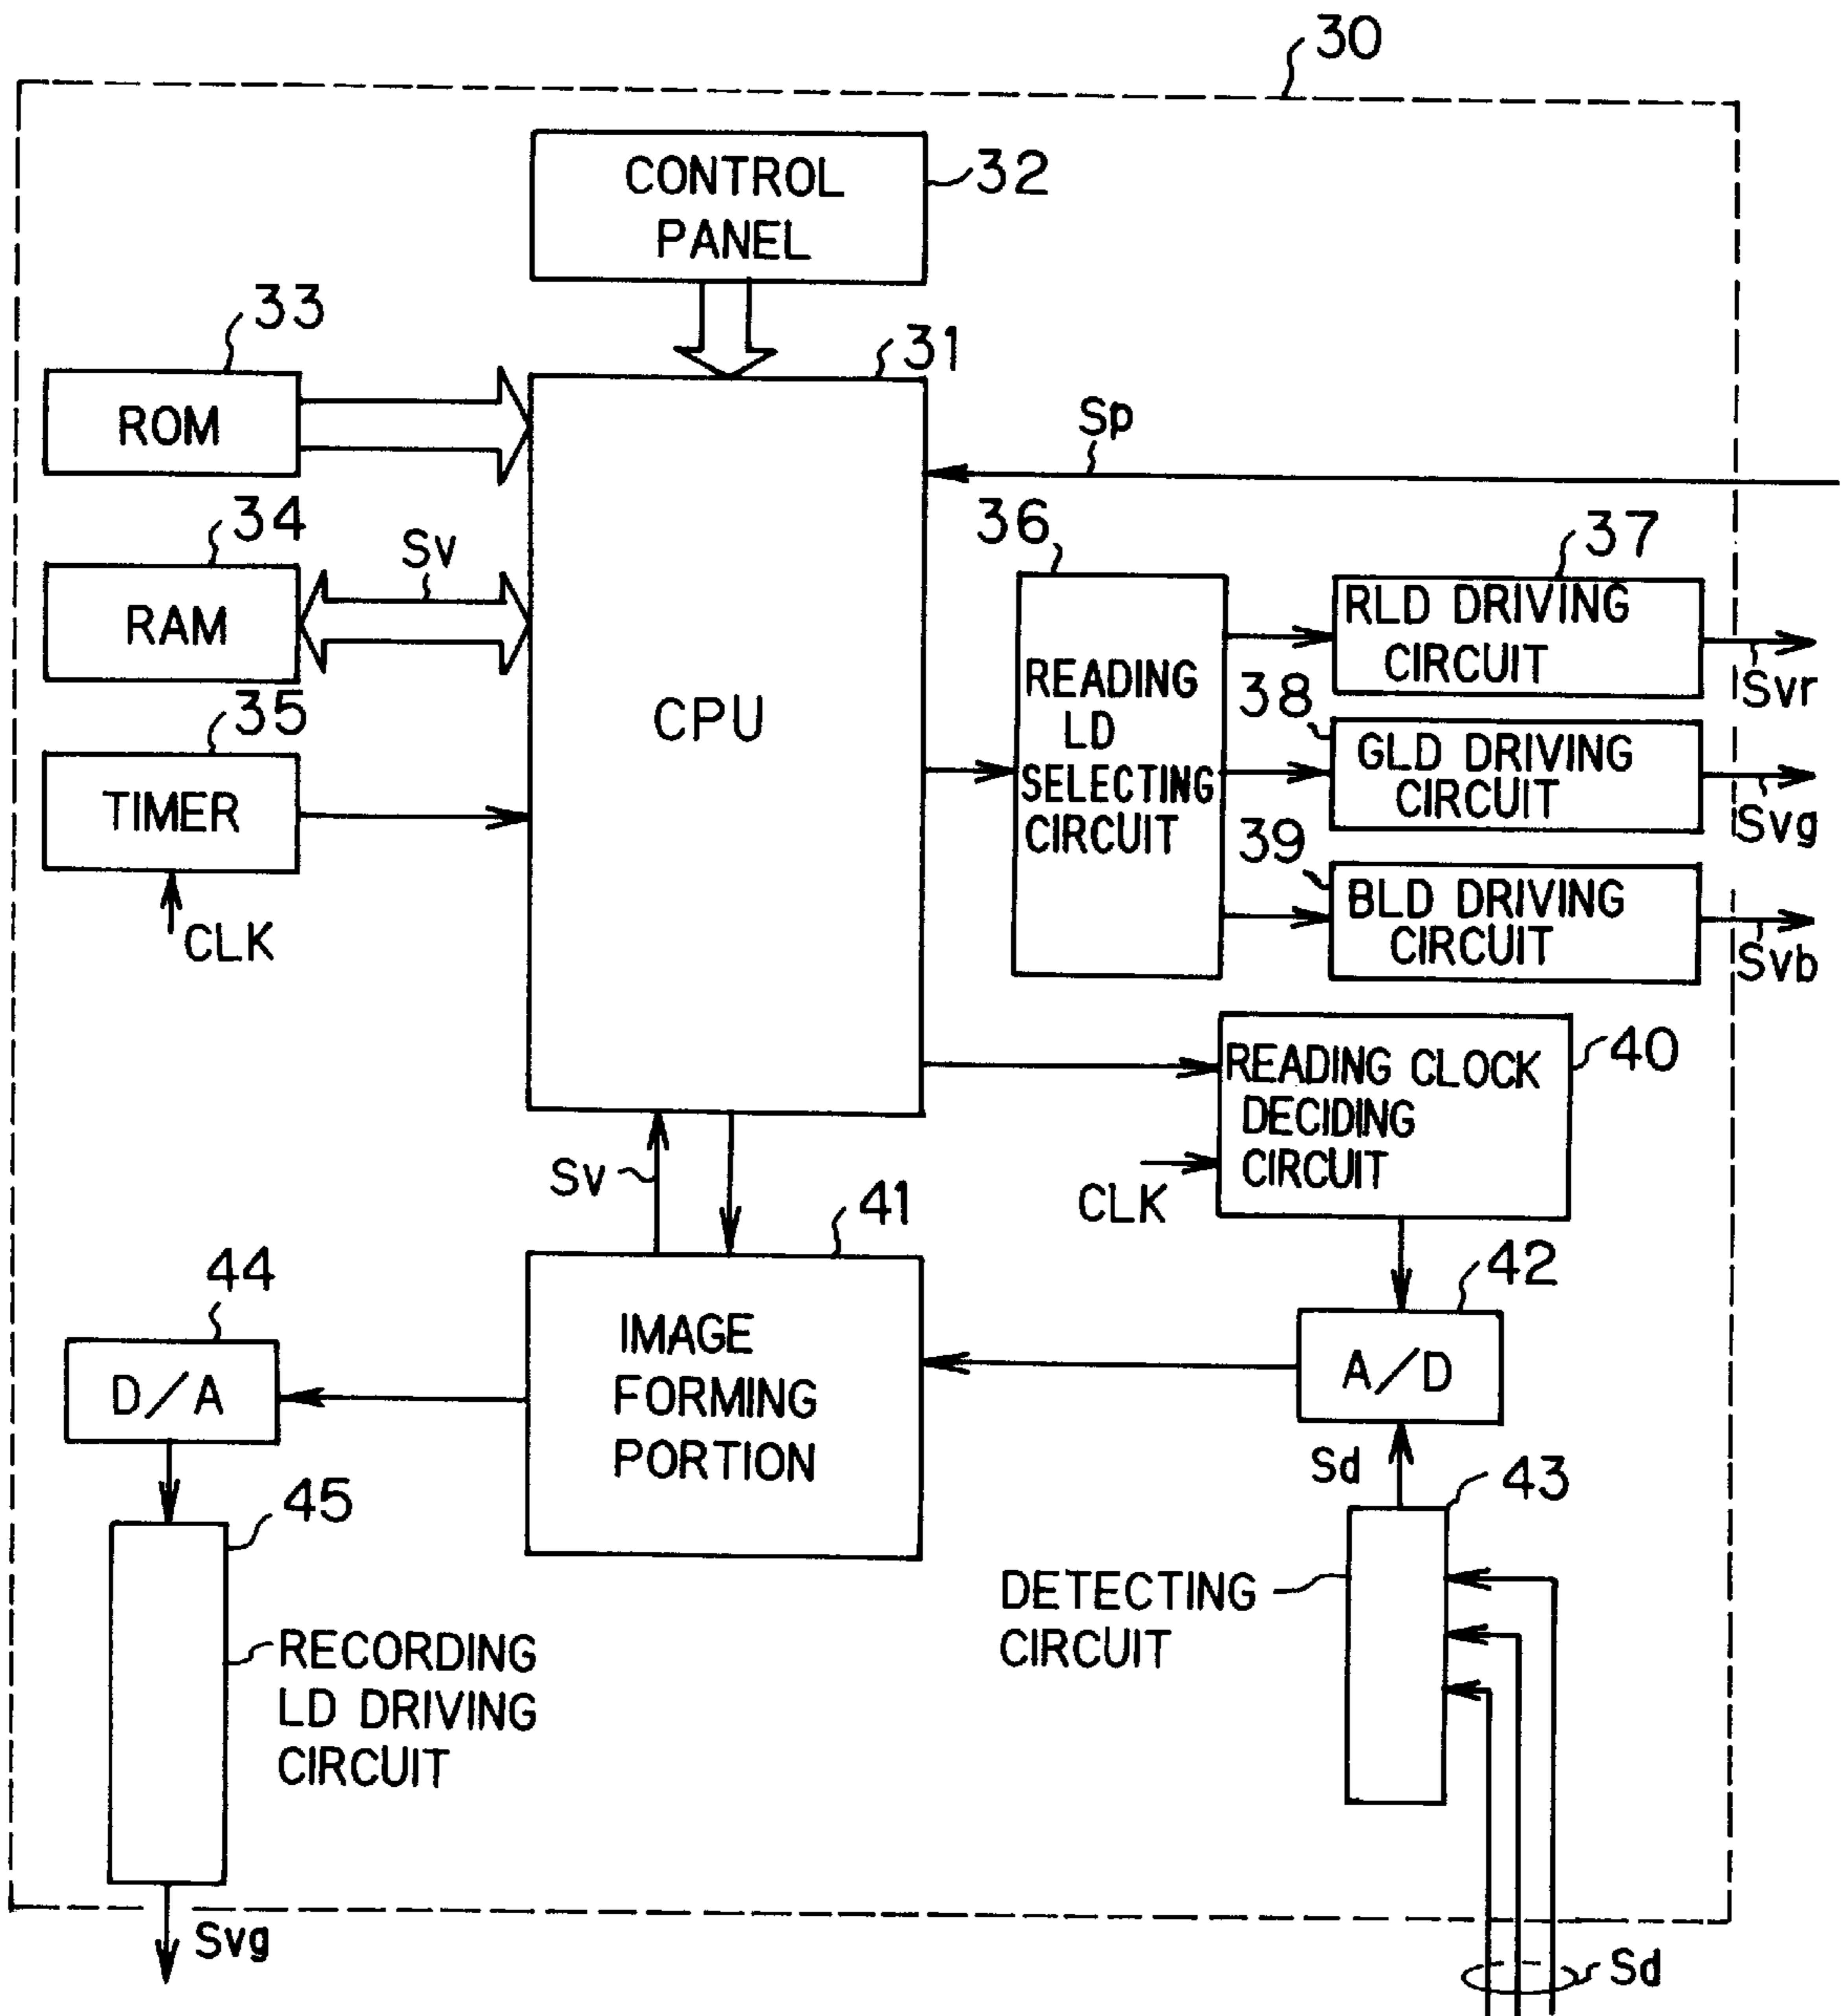 30
CONTROL
PANEL
32
33
ROM
31
Sp
34
Sv
RAM
36
37
RLD DRIVING
CIRCUIT
Svr
35
TIMER
CLK
CPU
READING
LD
SELECTING
CIRCUIT
38
GLD DRIVING
CIRCUIT
Svg
39
BLD DRIVING
CIRCUIT
Svb
READING CLOCK
DECIDING
CIRCUIT
40
CLK
Sv
41
42
44
D/A
IMAGE
FORMING
PORTION
A/D
Sd
43
45
DETECTING
CIRCUIT
RECORDING
LD DRIVING
CIRCUIT
Svg
Sd